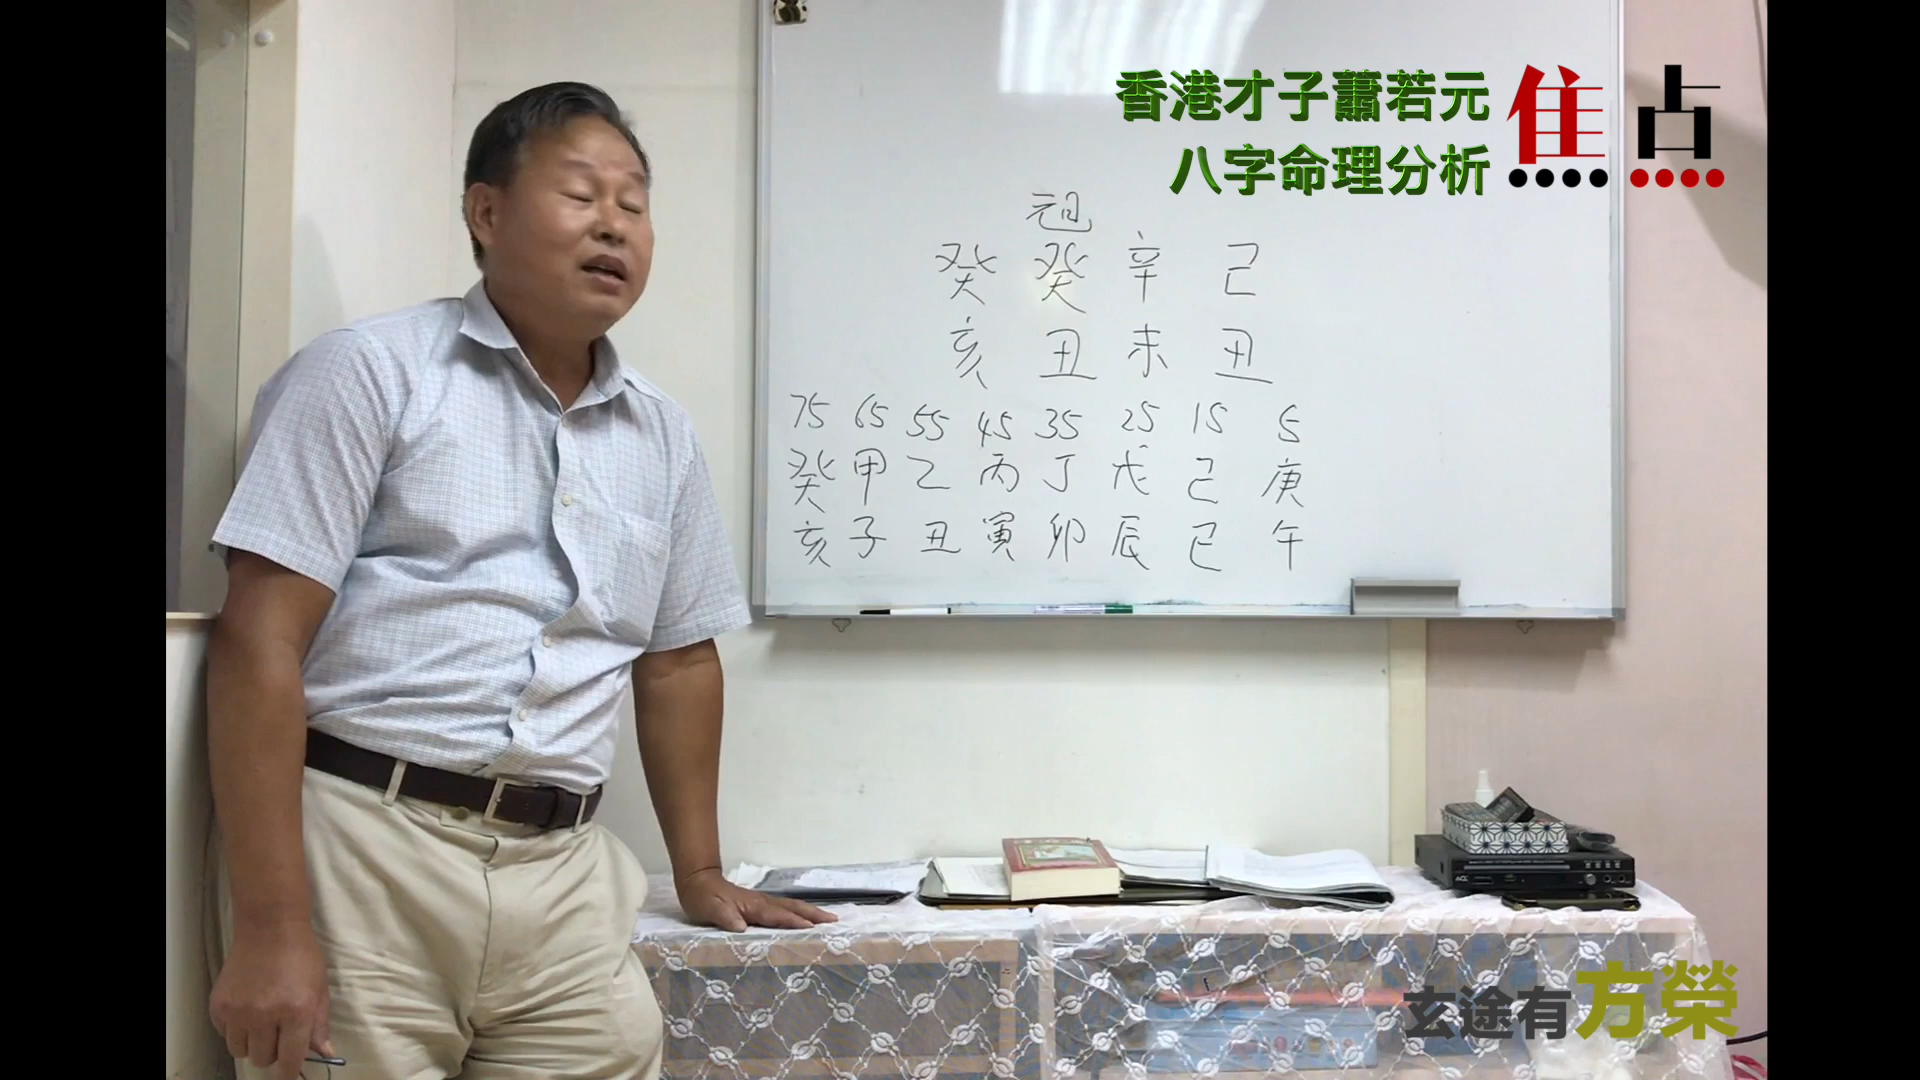 香港才子蕭若元
八字命理分析
焦点
癸 癸 辛 己
亥 丑 未 丑
75 65 55 45 35 25 15 5
癸 甲 乙 丙 丁 戊 己 庚
亥 子 丑 寅 卯 辰 巳 午
玄途有方榮